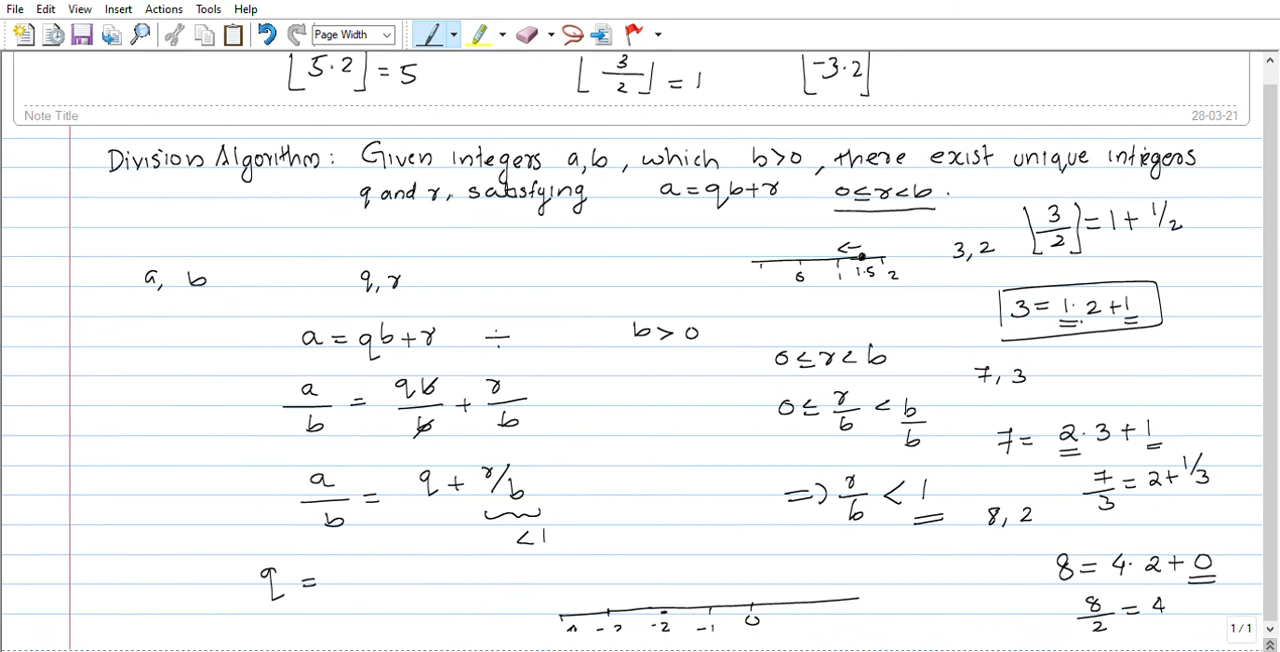 File Edit View Insert Actions Tools Help
Page Width
⌊5·2⌋ = 5 ⌊3/2⌋ = 1 ⌊-3·2⌋
Note Title 28-03-21
Division Algorithm: Given integers a,b, which b>0, there exist unique integers
q and r, satisfying a = qb+r 0≤r<b.
⌊3/2⌋ = 1 + 1/2
3, 2
←
0 1 1·5 2
a, b q, r
3 = 1·2+1
a = qb+r ÷ b > 0
0 ≤ r < b
7, 3
a/b = qb/b + r/b
0 ≤ r/b < b/b
7 = 2·3+1
7/3 = 2+1/3
a/b = q + r/b
=> r/b < 1
8, 2
<1
8 = 4·2+0
q =
-2 -1 0
8/2 = 4
1/1